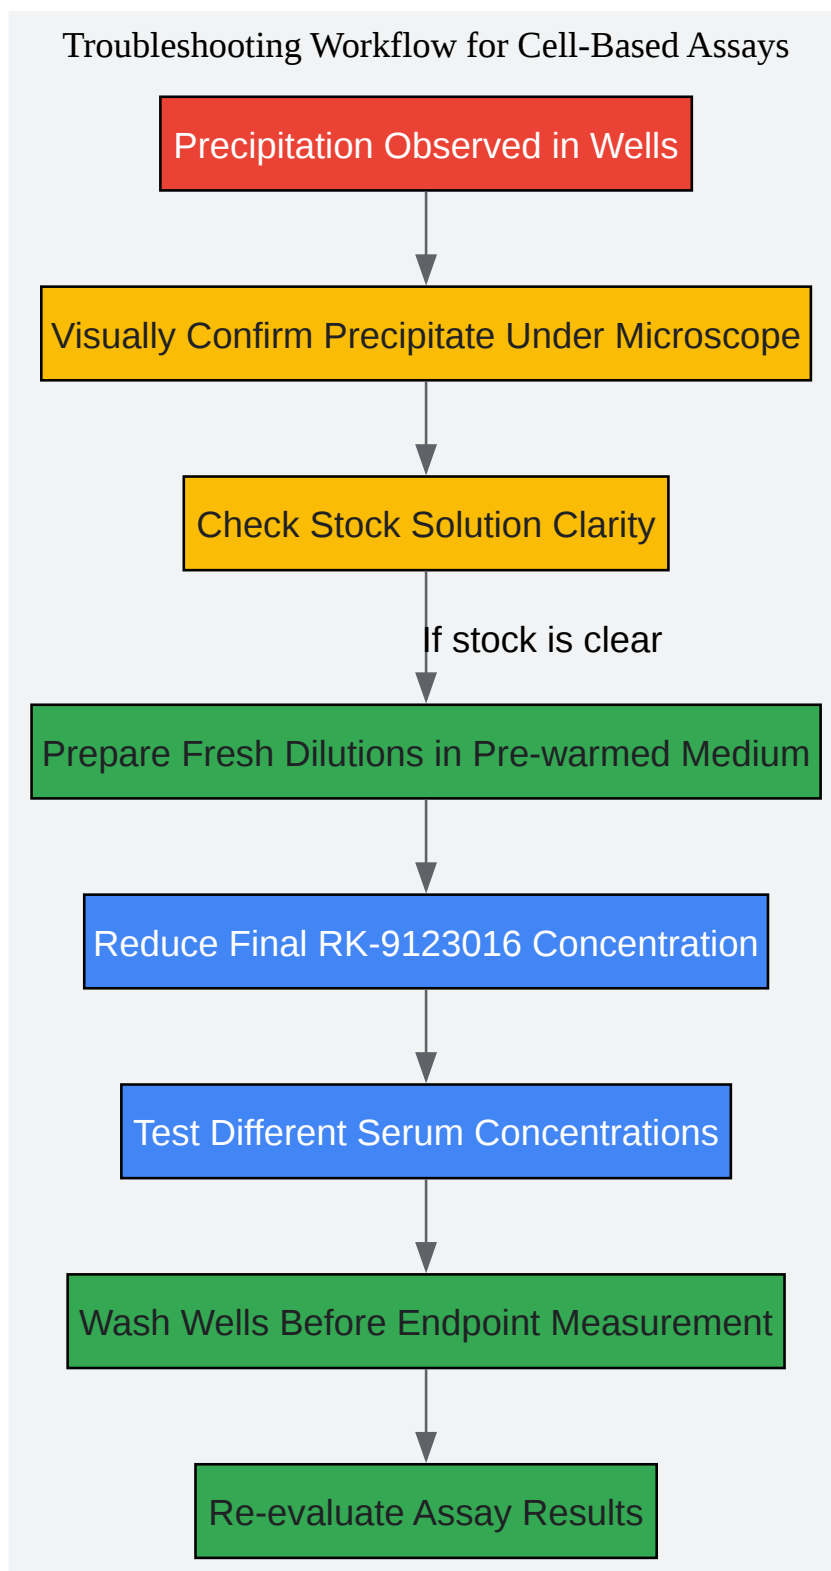 Troubleshooting Workflow for Cell-Based Assays
Precipitation Observed in Wells
Visually Confirm Precipitate Under Microscope
Check Stock Solution Clarity
If stock is clear
Prepare Fresh Dilutions in Pre-warmed Medium
Reduce Final RK-9123016 Concentration
Test Different Serum Concentrations
Wash Wells Before Endpoint Measurement
Re-evaluate Assay Results